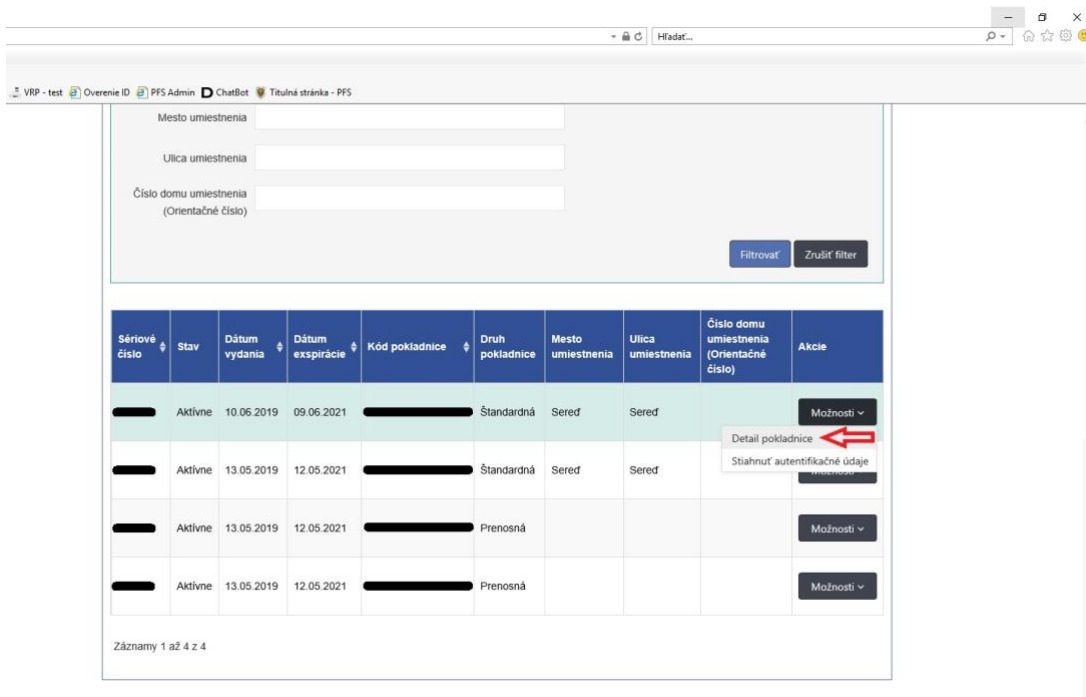 Hľadať...
VRP - test Overenie ID PFS Admin ChatBot Titulná stránka - PFS
Mesto umiestnenia
Ulica umiestnenia
Číslo domu umiestnenia
(Orientačné číslo)
Filtrovať Zrušiť filter
Sériové číslo Stav Dátum vydania Dátum exspirácie Kód pokladnice Druh pokladnice Mesto umiestnenia Ulica umiestnenia Číslo domu umiestnenia (Orientačné číslo) Akcie
Aktívne 10.06.2019 09.06.2021 Štandardná Sereď Sereď Možnosti
Detail pokladnice
Stiahnuť autentifikačné údaje
Aktívne 13.05.2019 12.05.2021 Štandardná Sereď Sereď Možnosti
Aktívne 13.05.2019 12.05.2021 Prenosná Možnosti
Aktívne 13.05.2019 12.05.2021 Prenosná Možnosti
Záznamy 1 až 4 z 4